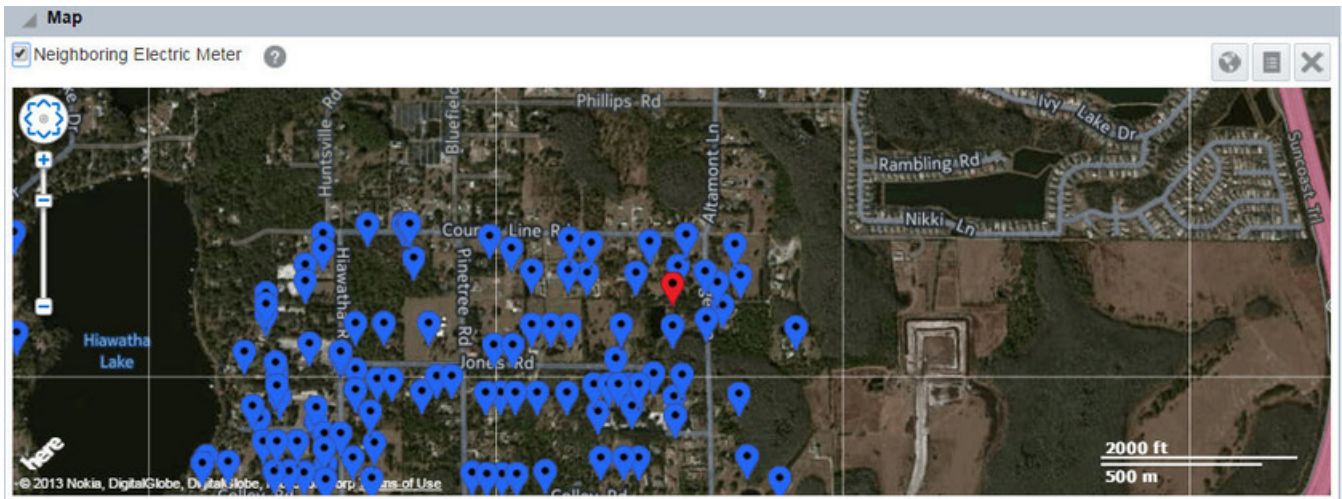 Map
Neighboring Electric Meter
?
Phillips Rd
Ivy Lake Dr
Huntsville Rd
Bluefield
Altamont Ln
Rambling Rd
Suncoast Trl
Nikki Ln
Line
Hiawatha
Pinetree Rd
Hiawatha
Lake
Jones Rd
here
2000 ft
500 m
© 2013 Nokia, DigitalGlobe,
Terms of Use
Rd